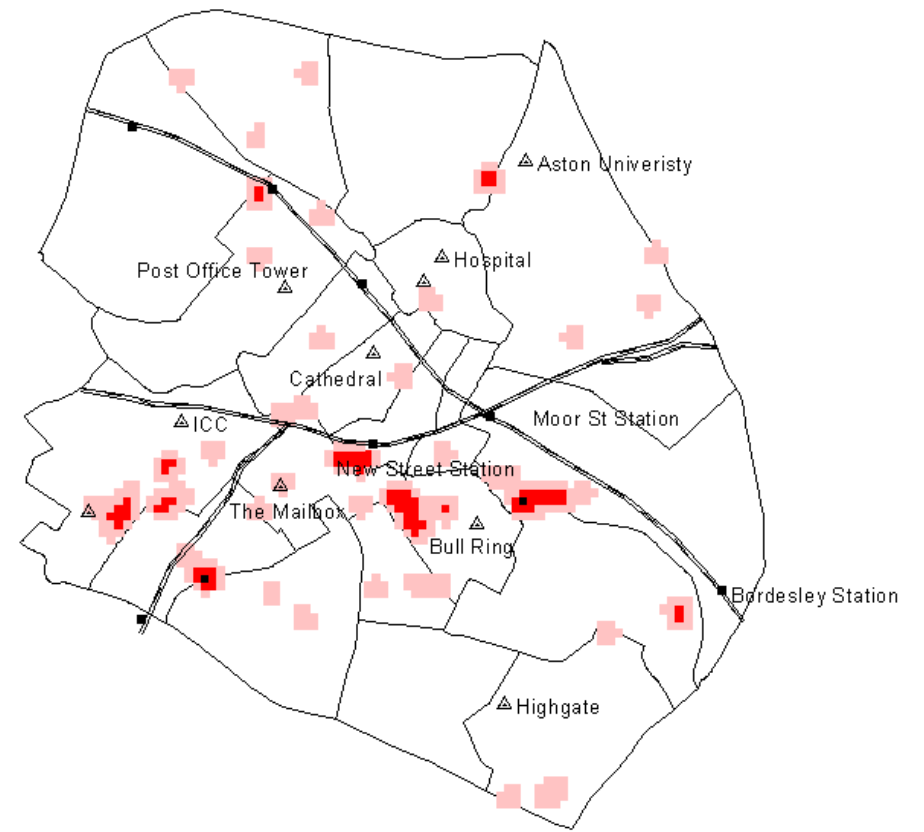 Aston Univeristy
Hospital
Post Office Tower
Cathedral
ICC
Moor St Station
New Street Station
The Mailbox
Bull Ring
Bordesley Station
Highgate